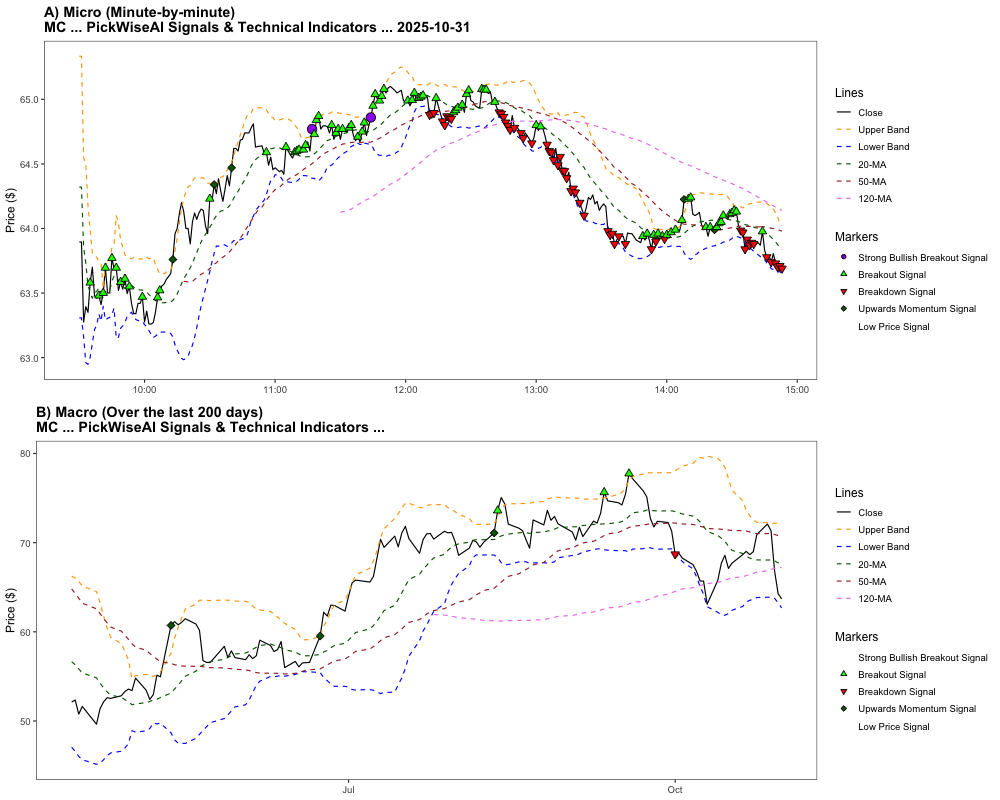 A) Micro (Minute-by-minute)
MC ... PickWiseAI Signals & Technical Indicators ... 2025-10-31
Price ($)
65.0
64.5
64.0
63.5
63.0
10:00
11:00
12:00
13:00
14:00
15:00
Lines
Close
Upper Band
Lower Band
20-MA
50-MA
120-MA
Markers
Strong Bullish Breakout Signal
Breakout Signal
Breakdown Signal
Upwards Momentum Signal
Low Price Signal
B) Macro (Over the last 200 days)
MC ... PickWiseAI Signals & Technical Indicators ...
Price ($)
80
70
60
50
Jul
Oct
Lines
Close
Upper Band
Lower Band
20-MA
50-MA
120-MA
Markers
Strong Bullish Breakout Signal
Breakout Signal
Breakdown Signal
Upwards Momentum Signal
Low Price Signal